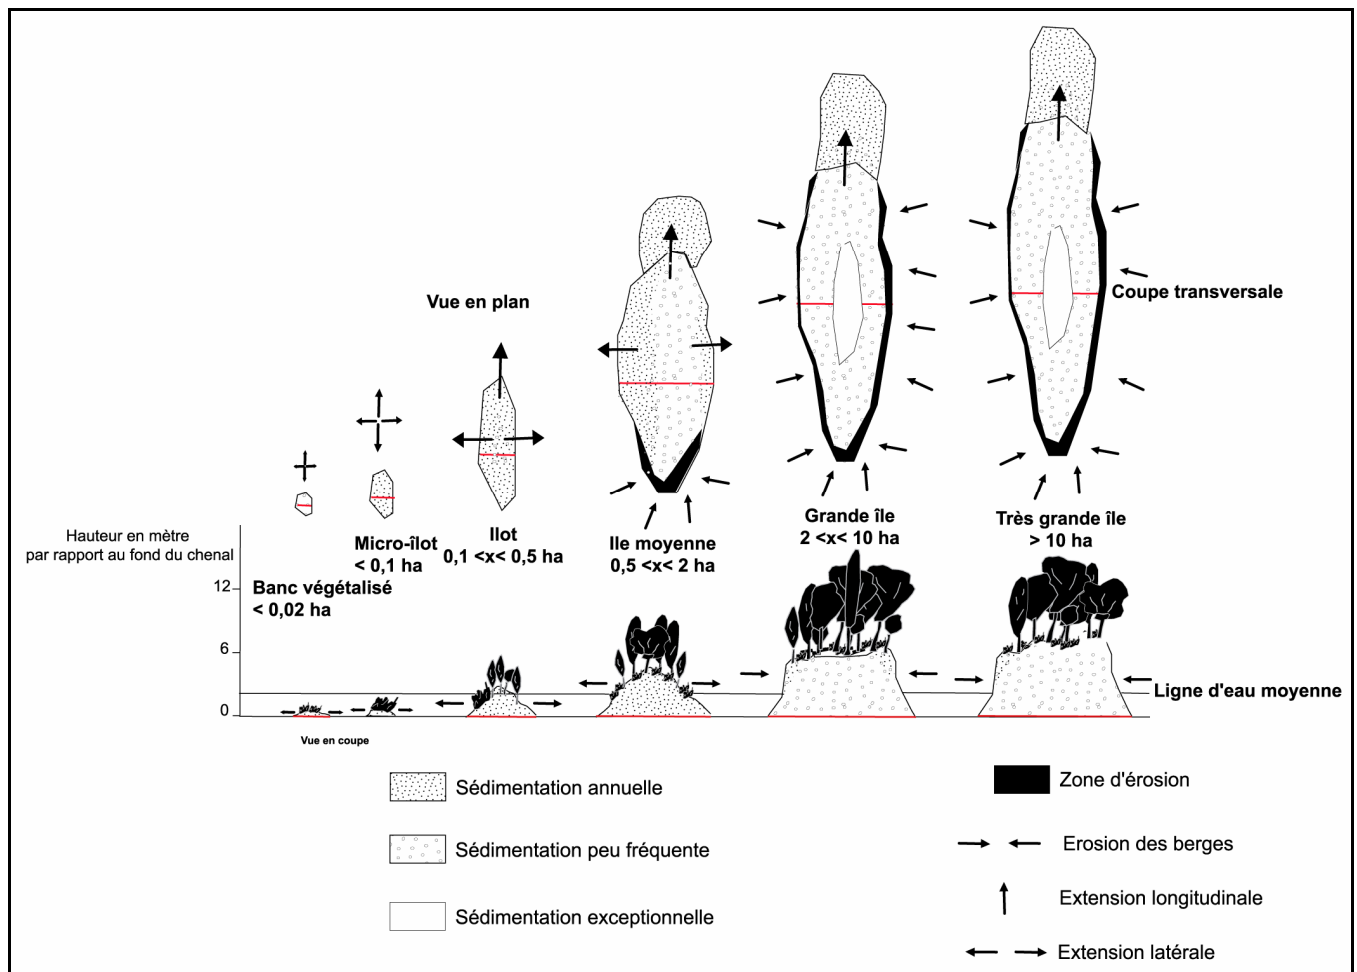 Vue en plan
Coupe transversale
Hauteur en mètre
par rapport au fond du chenal
12
6
0
Banc végétalisé
< 0,02 ha
Micro-îlot
< 0,1 ha
Ilot
0,1 <x< 0,5 ha
Ile moyenne
0,5 <x< 2 ha
Grande île
2 <x< 10 ha
Très grande île
> 10 ha
Ligne d'eau moyenne
Vue en coupe
Sédimentation annuelle
Sédimentation peu fréquente
Sédimentation exceptionnelle
Zone d'érosion
Erosion des berges
Extension longitudinale
Extension latérale